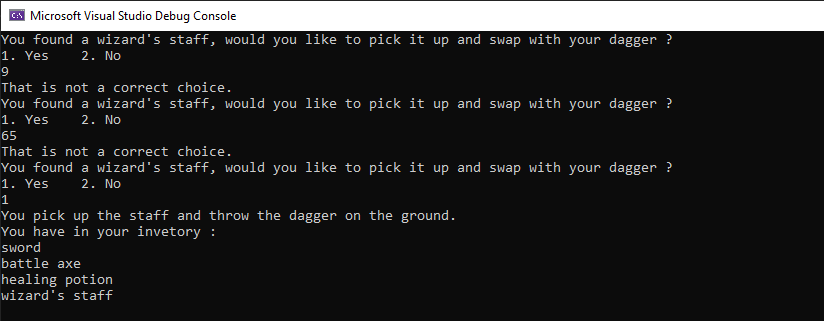 Microsoft Visual Studio Debug Console
You found a wizard's staff, would you like to pick it up and swap with your dagger ?
1. Yes    2. No
9
That is not a correct choice.
You found a wizard's staff, would you like to pick it up and swap with your dagger ?
1. Yes    2. No
65
That is not a correct choice.
You found a wizard's staff, would you like to pick it up and swap with your dagger ?
1. Yes    2. No
1
You pick up the staff and throw the dagger on the ground.
You have in your invetory :
sword
battle axe
healing potion
wizard's staff